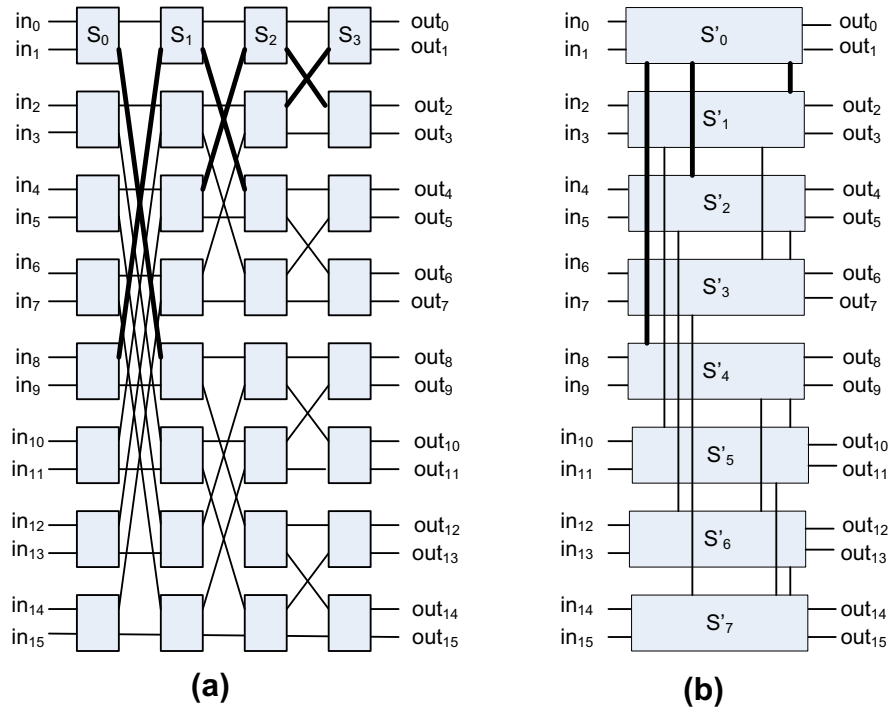 in0 S0 S1 S2 S3 out0
in1 out1
in2 out2
in3 out3
in4 out4
in5 out5
in6 out6
in7 out7
in8 out8
in9 out9
in10 out10
in11 out11
in12 out12
in13 out13
in14 out14
in15 out15
(a)
in0 S'0 out0
in1 out1
in2 S'1 out2
in3 out3
in4 S'2 out4
in5 out5
in6 S'3 out6
in7 out7
in8 S'4 out8
in9 out9
in10 S'5 out10
in11 out11
in12 S'6 out12
in13 out13
in14 S'7 out14
in15 out15
(b)